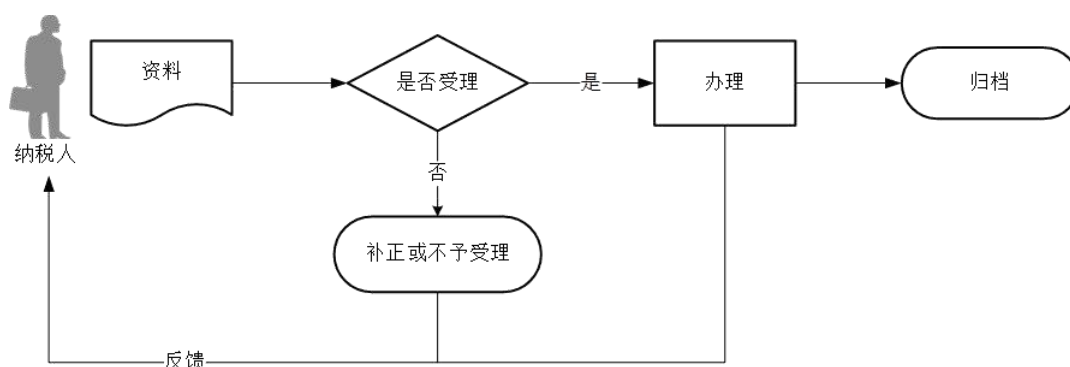 资料
是否受理
是
办理
归档
纳税人
否
补正或不予受理
反馈